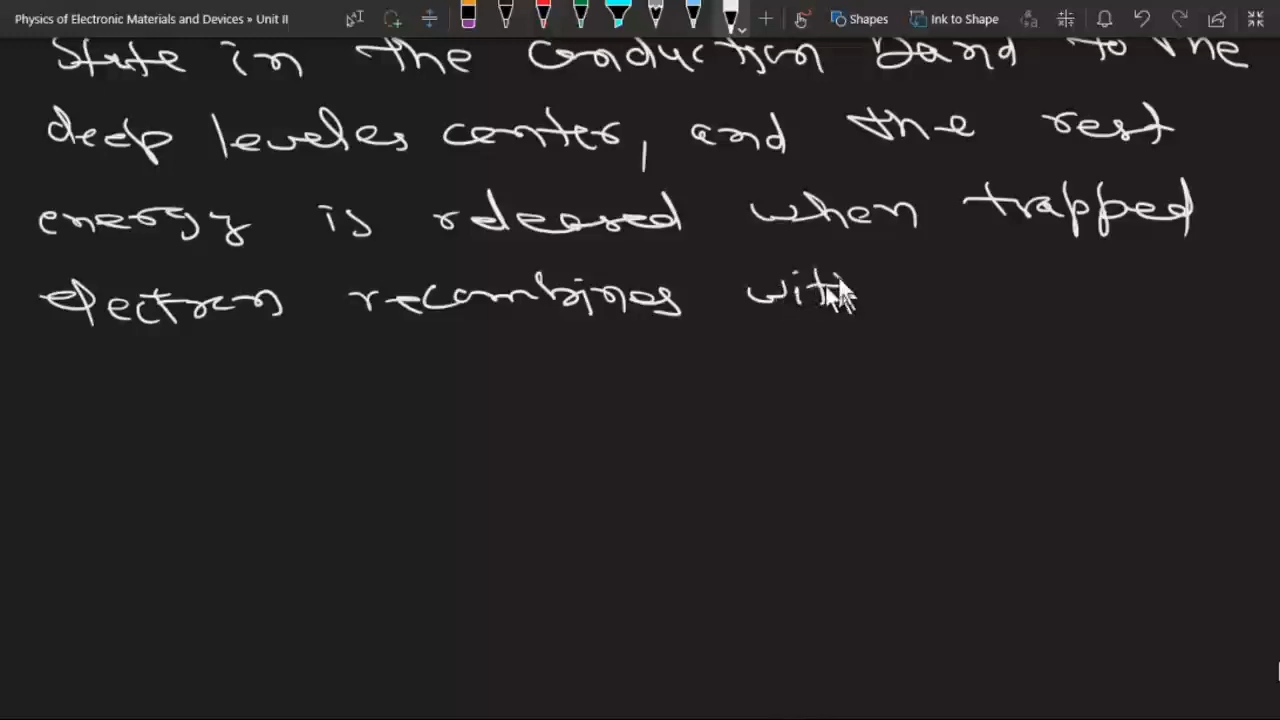 Physics of Electronic Materials and Devices » Unit II
Shapes
Ink to Shape
state in the conduction band to the
deep leveles center, and the rest
energy is released when trapped
electron recombines with